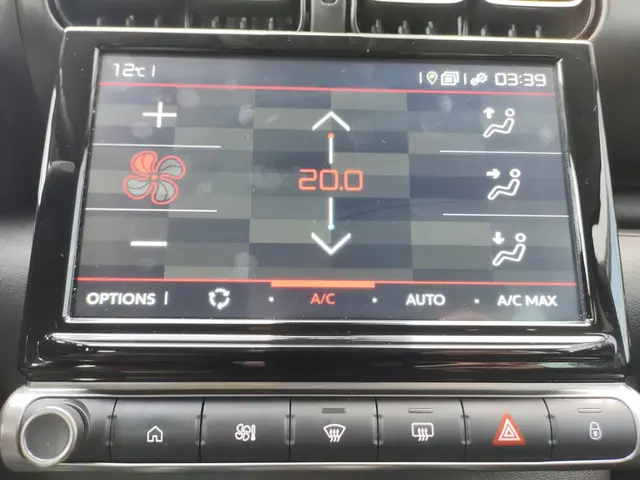 12°C
03:39
20.0
OPTIONS
A/C
AUTO
A/C MAX